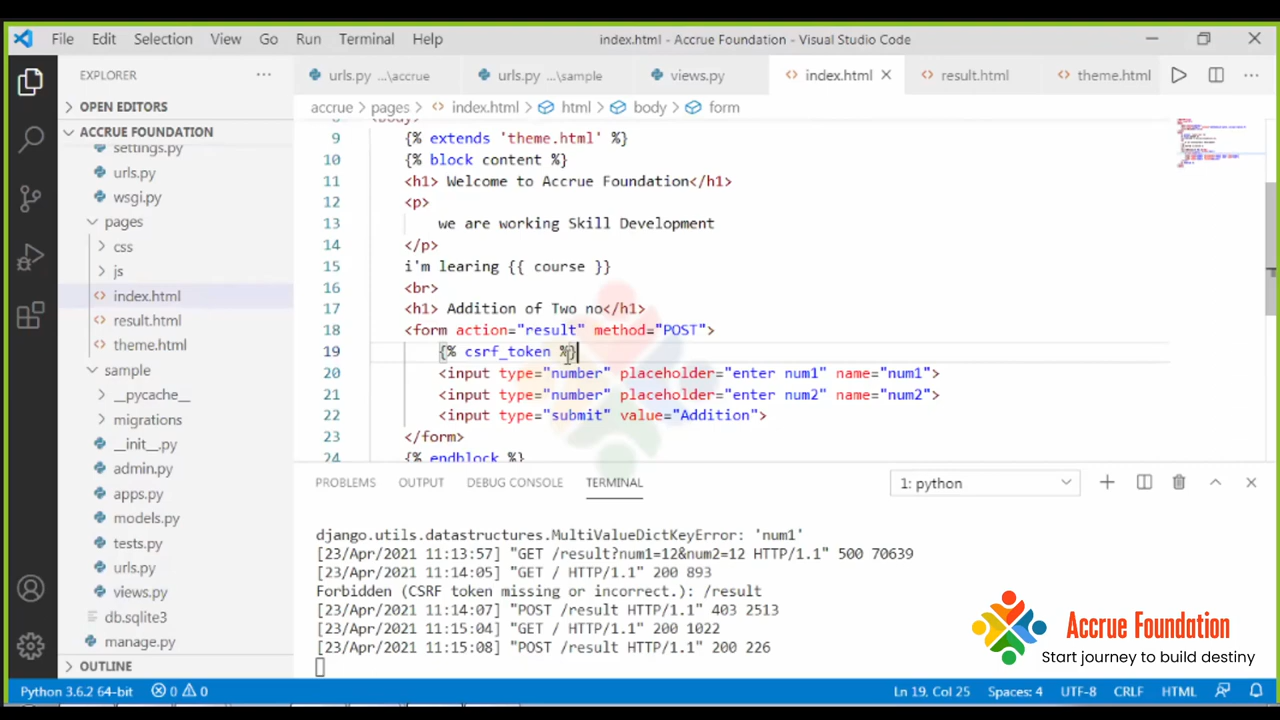 File Edit Selection View Go Run Terminal Help index.html - Accrue Foundation - Visual Studio Code
EXPLORER ...
urls.py ...\accrue urls.py ...\sample views.py index.html result.html theme.html
OPEN EDITORS
ACCRUE FOUNDATION
settings.py
urls.py
wsgi.py
pages
css
js
index.html
result.html
theme.html
sample
__pycache__
migrations
__init__.py
admin.py
apps.py
models.py
tests.py
urls.py
views.py
db.sqlite3
manage.py
OUTLINE
accrue > pages > index.html > html > body > form
9 {% extends 'theme.html' %}
10 {% block content %}
11 <h1> Welcome to Accrue Foundation</h1>
12 <p>
13 we are working Skill Development
14 </p>
15 i'm learing {{ course }}
16 <br>
17 <h1> Addition of Two no</h1>
18 <form action="result" method="POST">
19 {% csrf_token %}
20 <input type="number" placeholder="enter num1" name="num1">
21 <input type="number" placeholder="enter num2" name="num2">
22 <input type="submit" value="Addition">
23 </form>
24 {% endblock %}
PROBLEMS OUTPUT DEBUG CONSOLE TERMINAL 1: python
django.utils.datastructures.MultiValueDictKeyError: 'num1'
[23/Apr/2021 11:13:57] "GET /result?num1=12&num2=12 HTTP/1.1" 500 70639
[23/Apr/2021 11:14:05] "GET / HTTP/1.1" 200 893
Forbidden (CSRF token missing or incorrect.): /result
[23/Apr/2021 11:14:07] "POST /result HTTP/1.1" 403 2513
[23/Apr/2021 11:15:04] "GET / HTTP/1.1" 200 1022
[23/Apr/2021 11:15:08] "POST /result HTTP/1.1" 200 226
Accrue Foundation
Start journey to build destiny
Python 3.6.2 64-bit 0 0 Ln 19, Col 25 Spaces: 4 UTF-8 CRLF HTML